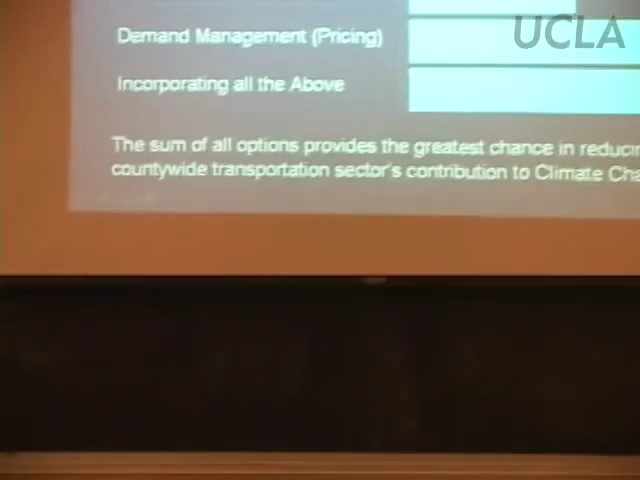 UCLA
Demand Management (Pricing)
Incorporating all the Above
The sum of all options provides the greatest chance in
countywide transportation sector's contribution to Climate